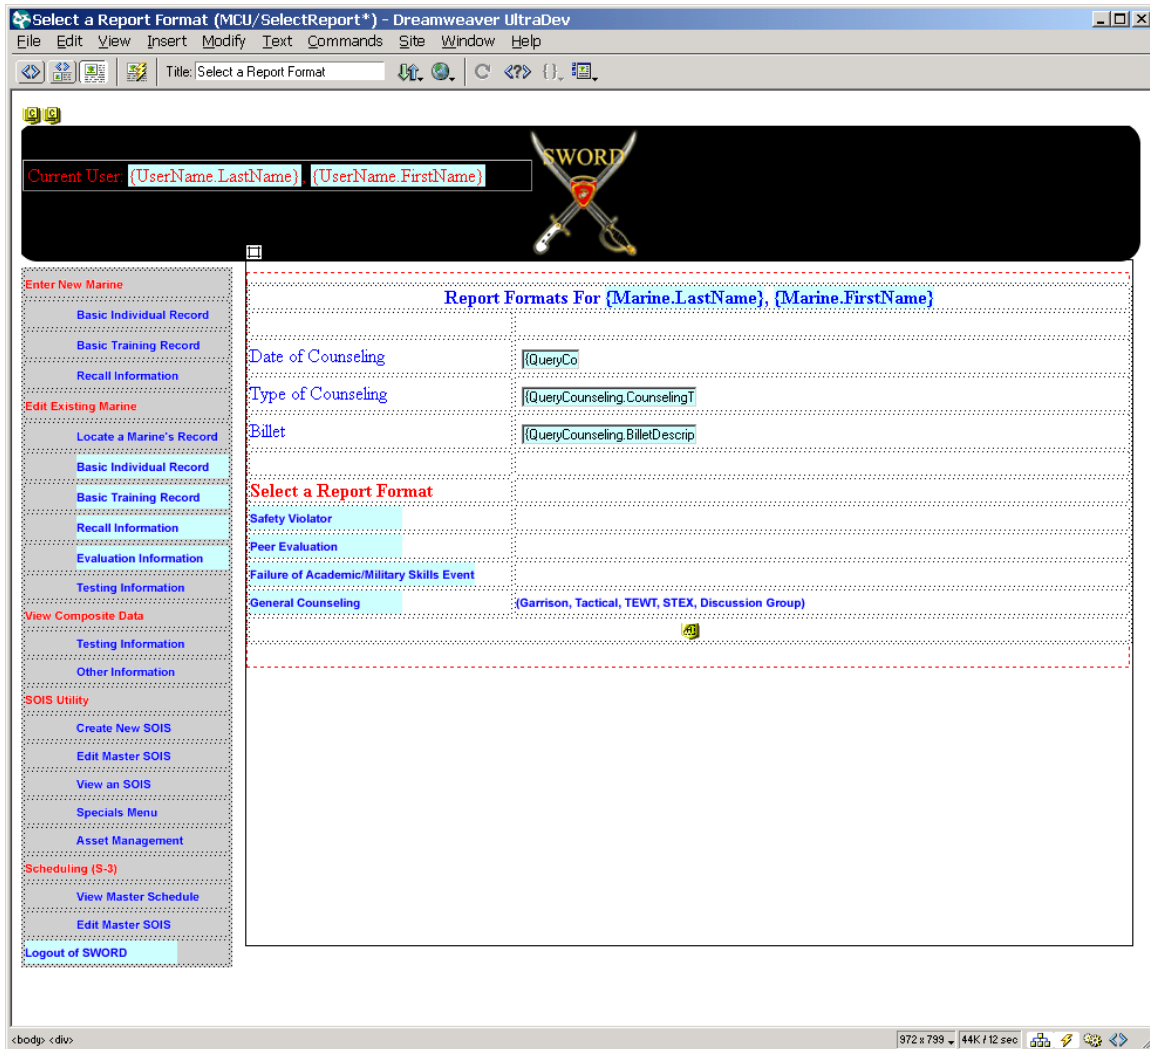 Select a Report Format (MCU/SelectReport*) - Dreamweaver UltraDev
File Edit View Insert Modify Text Commands Site Window Help
Title: Select a Report Format
SWORD
Current User: {UserName.LastName}, {UserName.FirstName}
Enter New Marine
Basic Individual Record
Basic Training Record
Recall Information
Edit Existing Marine
Locate a Marine's Record
Basic Individual Record
Basic Training Record
Recall Information
Evaluation Information
Testing Information
View Composite Data
Testing Information
Other Information
SOIS Utility
Create New SOIS
Edit Master SOIS
View an SOIS
Specials Menu
Asset Management
Scheduling (S-3)
View Master Schedule
Edit Master SOIS
Logout of SWORD
Report Formats For {Marine.LastName}, {Marine.FirstName}
Date of Counseling {QueryCo
Type of Counseling {QueryCounseling.CounselingT
Billet {QueryCounseling.BilletDescrip
Select a Report Format
Safety Violator
Peer Evaluation
Failure of Academic/Military Skills Event
General Counseling (Garrison, Tactical, TEWT, STEX, Discussion Group)
<body> <div> 972 x 799 44K / 12 sec